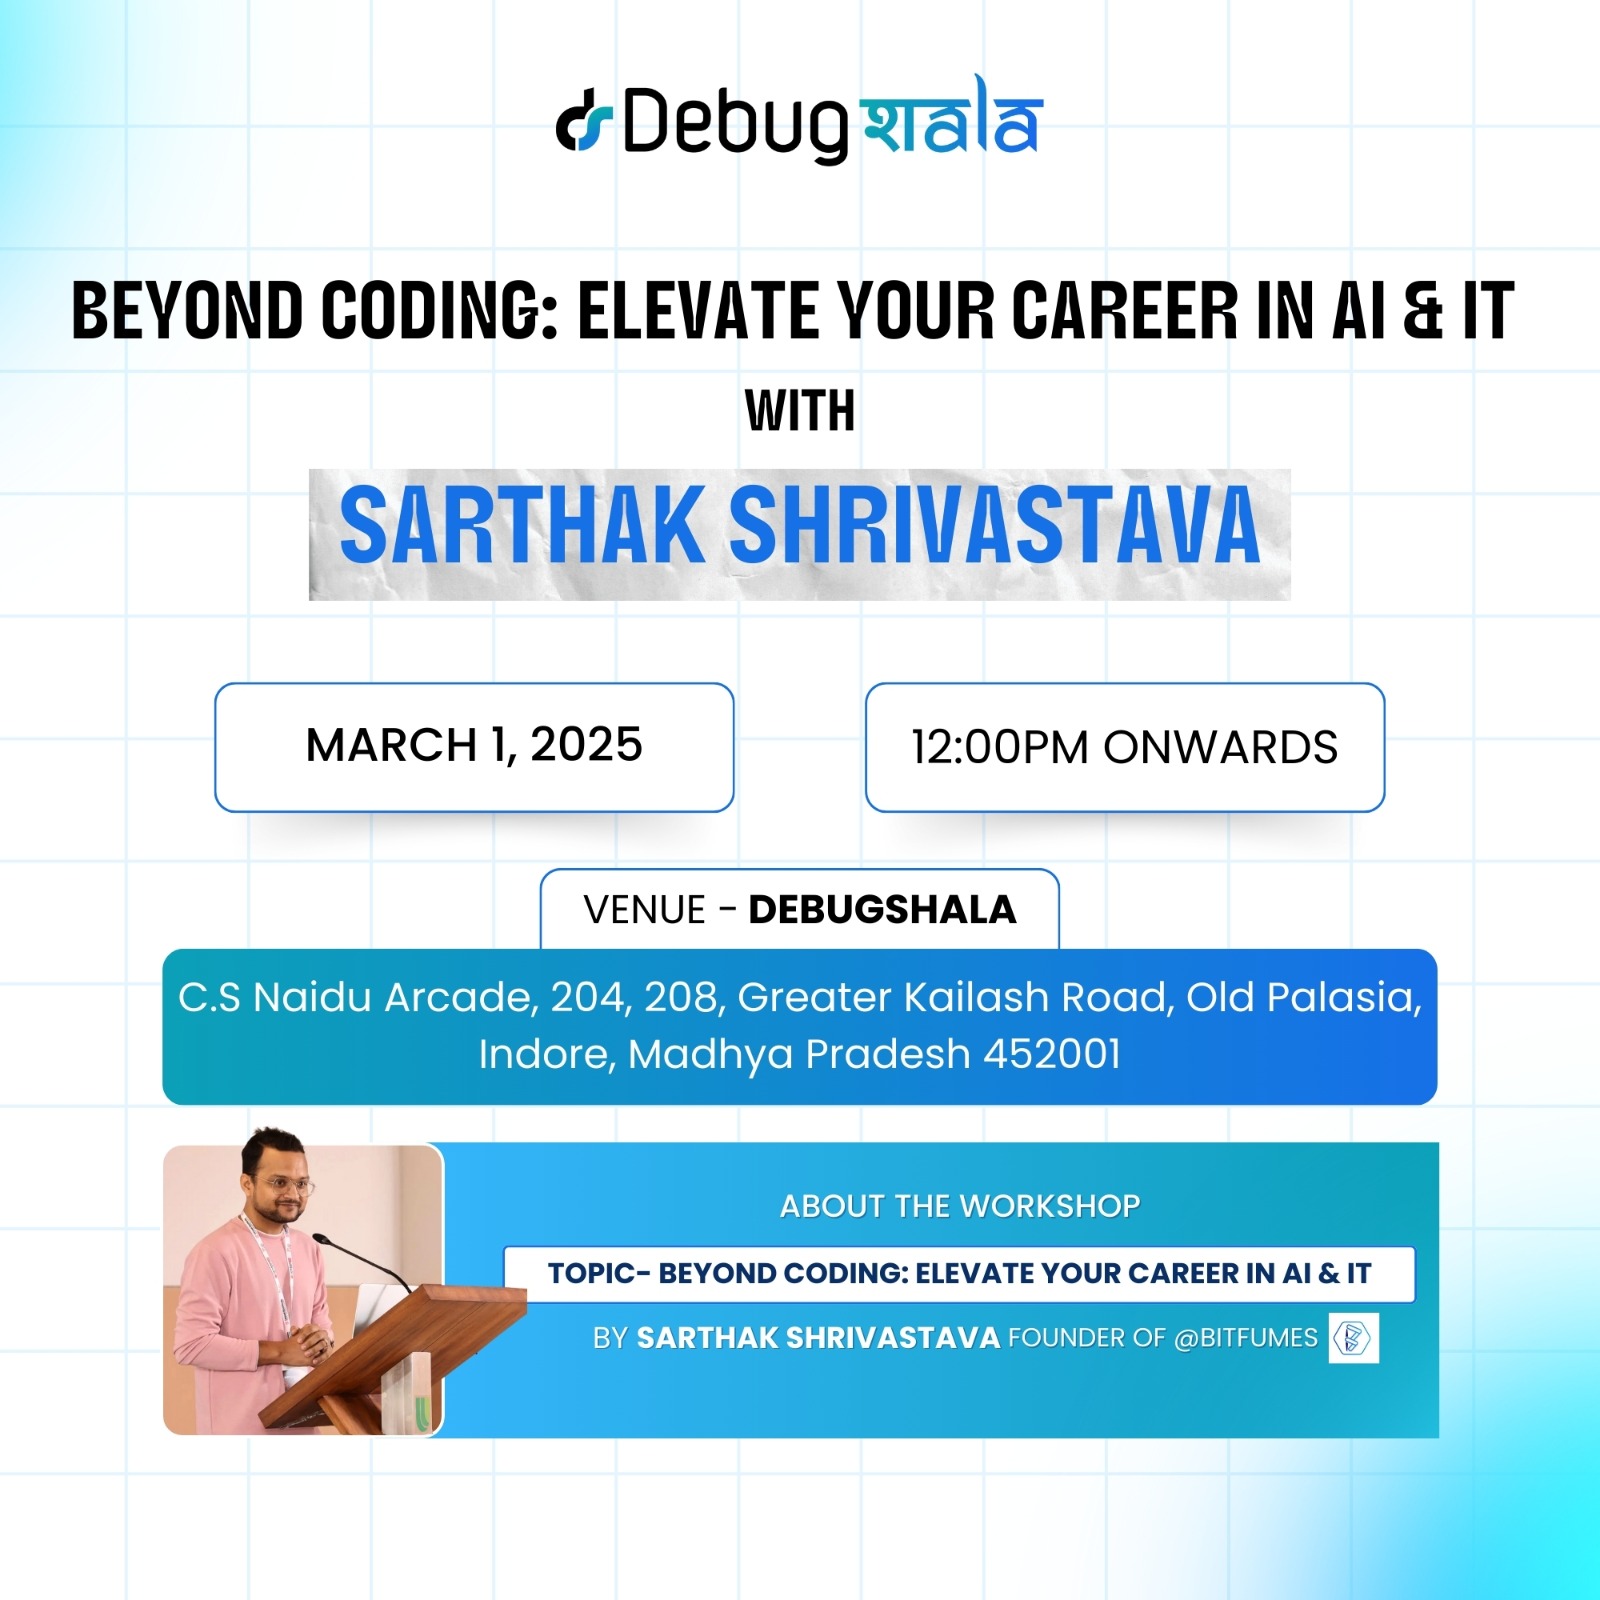 Debugशाla
BEYOND CODING: ELEVATE YOUR CAREER IN AI & IT
WITH
SARTHAK SHRIVASTAVA
MARCH 1, 2025
12:00PM ONWARDS
VENUE - DEBUGSHALA
C.S Naidu Arcade, 204, 208, Greater Kailash Road, Old Palasia,
Indore, Madhya Pradesh 452001
ABOUT THE WORKSHOP
TOPIC- BEYOND CODING: ELEVATE YOUR CAREER IN AI & IT
BY SARTHAK SHRIVASTAVA FOUNDER OF @BITFUMES